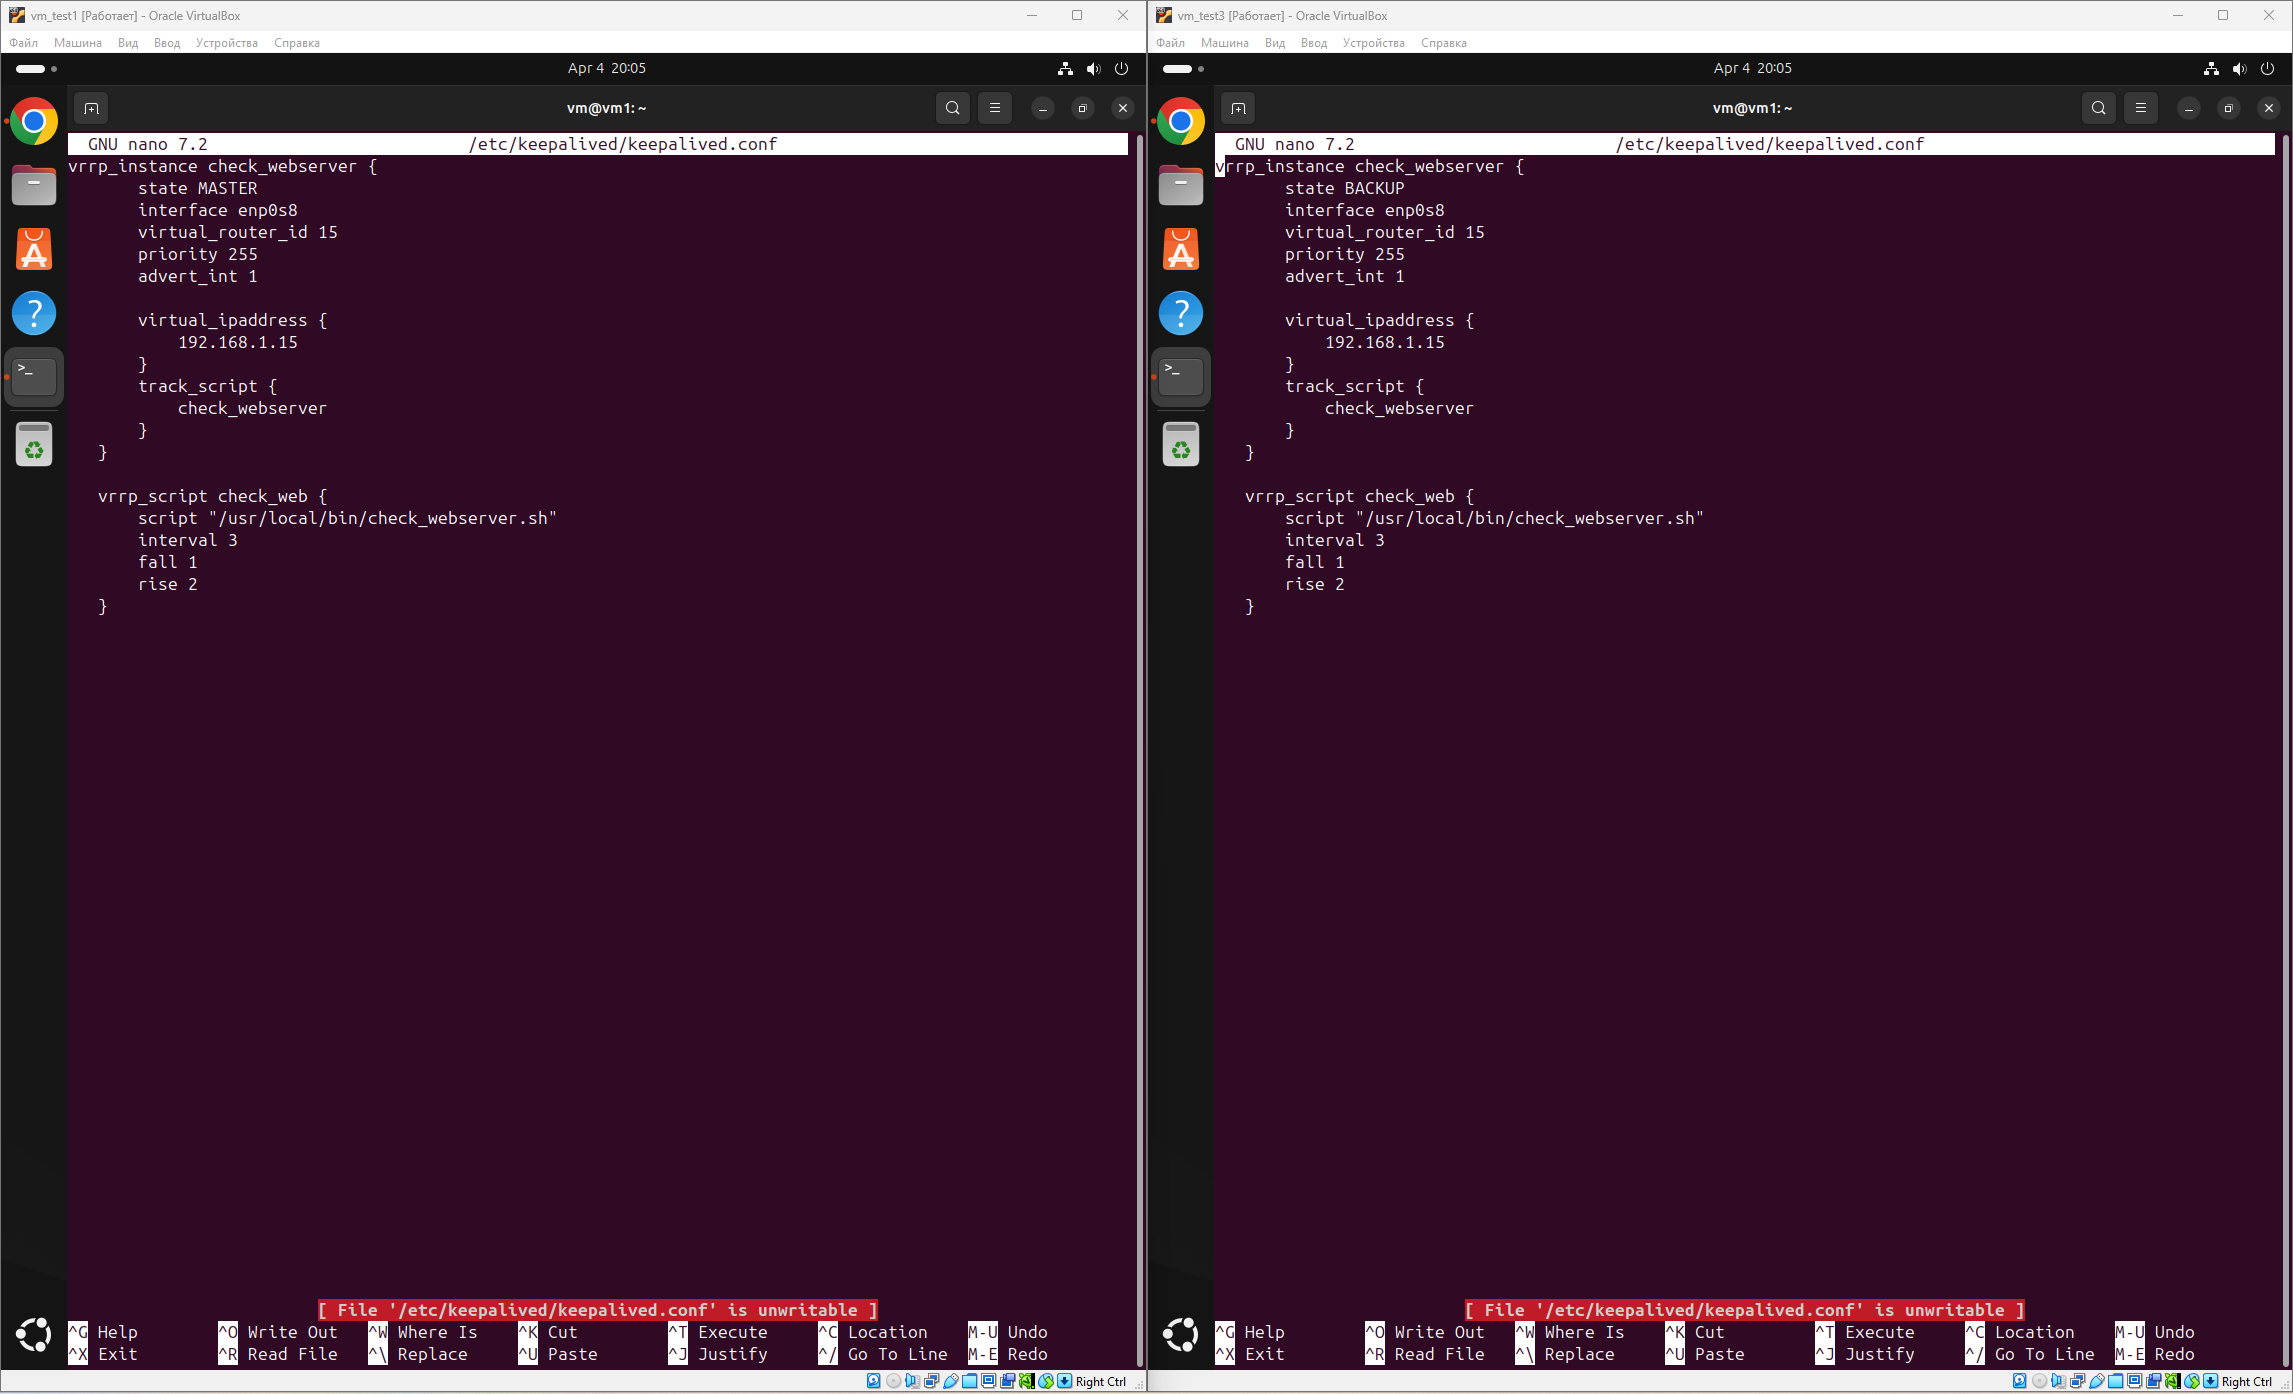 vm_test1 [Работает] - Oracle VirtualBox
Файл Машина Вид Ввод Устройства Справка
Apr 4 20:05
vm@vm1: ~
GNU nano 7.2 /etc/keepalived/keepalived.conf
vrrp_instance check_webserver {
state MASTER
interface enp0s8
virtual_router_id 15
priority 255
advert_int 1
virtual_ipaddress {
192.168.1.15
}
track_script {
check_webserver
}
}
vrrp_script check_web {
script "/usr/local/bin/check_webserver.sh"
interval 3
fall 1
rise 2
}
[ File '/etc/keepalived/keepalived.conf' is unwritable ]
^G Help ^O Write Out ^W Where Is ^K Cut ^T Execute ^C Location M-U Undo
^X Exit ^R Read File ^\ Replace ^U Paste ^J Justify ^/ Go To Line M-E Redo
Right Ctrl
vm_test3 [Работает] - Oracle VirtualBox
Файл Машина Вид Ввод Устройства Справка
Apr 4 20:05
vm@vm1: ~
GNU nano 7.2 /etc/keepalived/keepalived.conf
vrrp_instance check_webserver {
state BACKUP
interface enp0s8
virtual_router_id 15
priority 255
advert_int 1
virtual_ipaddress {
192.168.1.15
}
track_script {
check_webserver
}
}
vrrp_script check_web {
script "/usr/local/bin/check_webserver.sh"
interval 3
fall 1
rise 2
}
[ File '/etc/keepalived/keepalived.conf' is unwritable ]
^G Help ^O Write Out ^W Where Is ^K Cut ^T Execute ^C Location M-U Undo
^X Exit ^R Read File ^\ Replace ^U Paste ^J Justify ^/ Go To Line M-E Redo
Right Ctrl